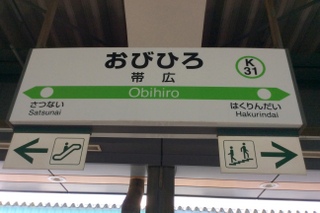 おびひろ
帯広
K
31
Obihiro
さつない
Satsunai
はくりんだい
Hakurindai